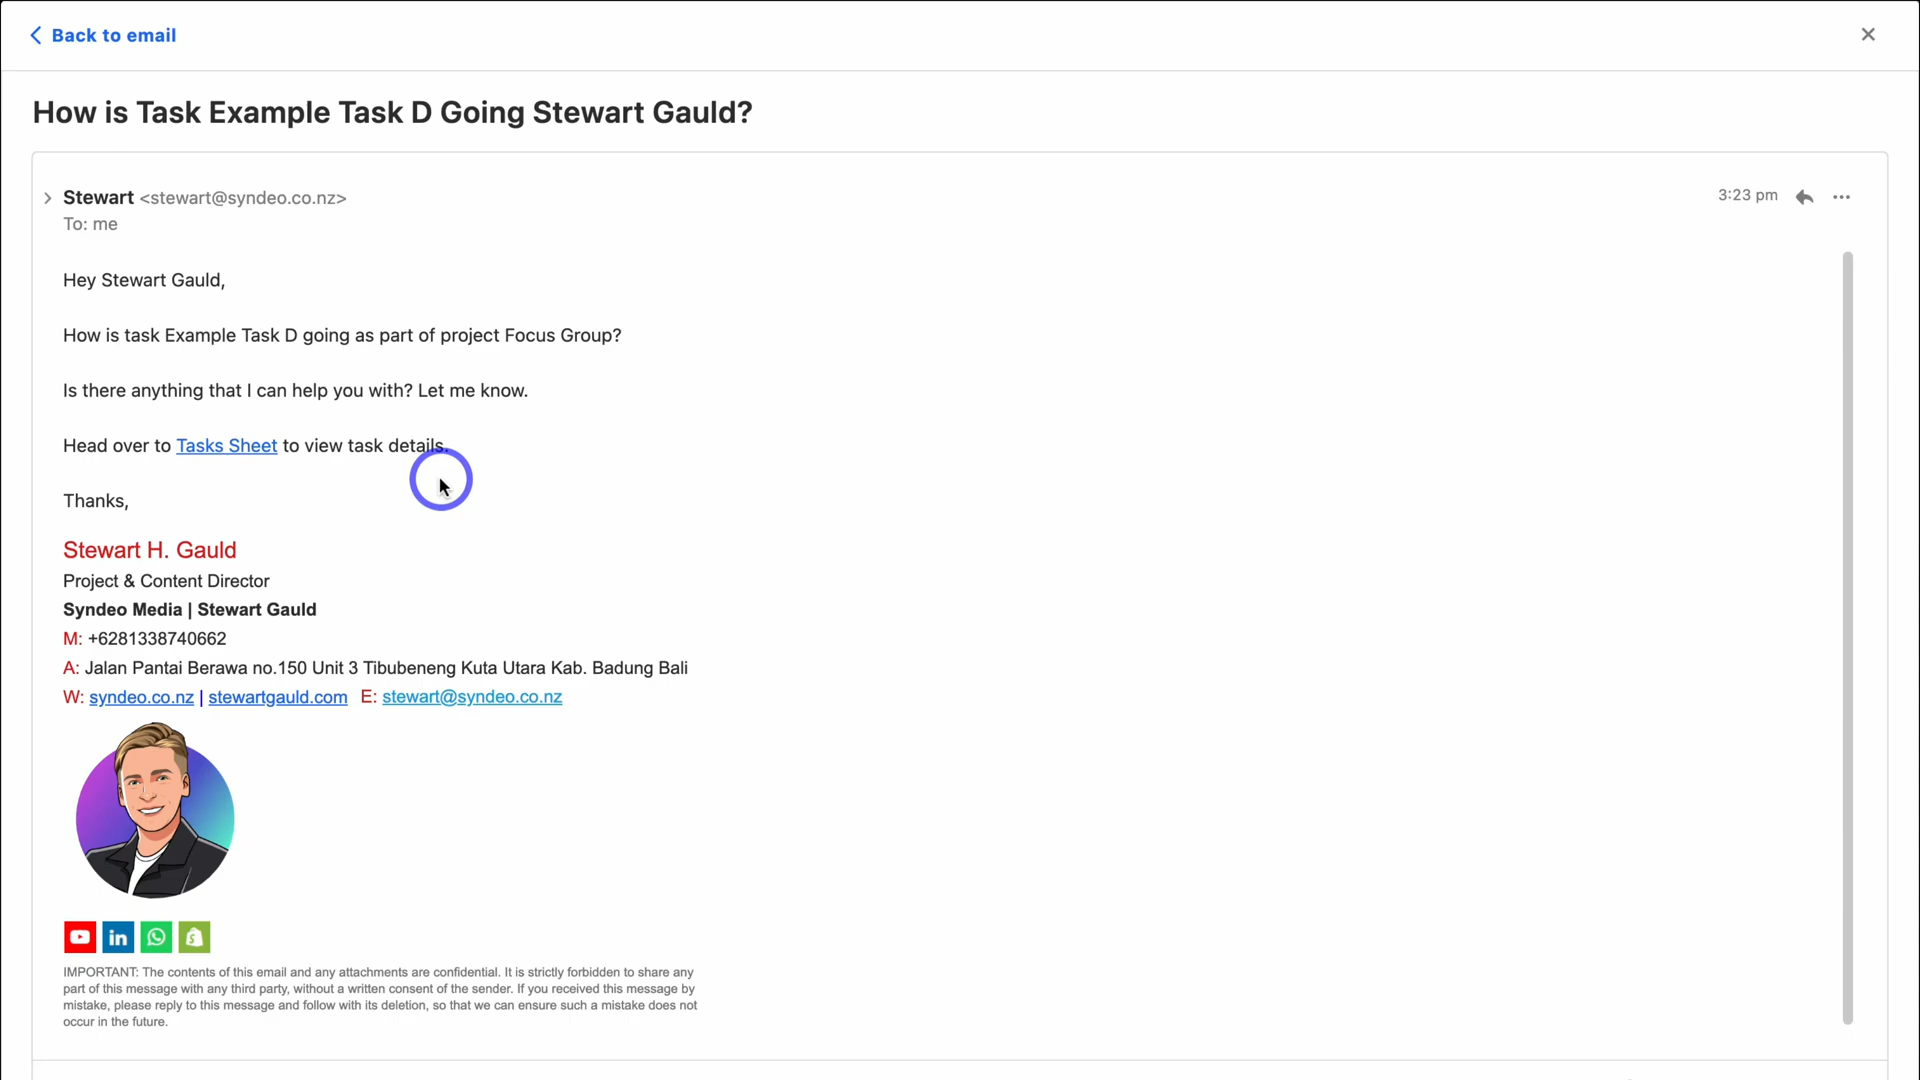 Back to email
How is Task Example Task D Going Stewart Gauld?
Stewart <stewart@syndeo.co.nz>
3:23 pm
To: me
Hey Stewart Gauld,
How is task Example Task D going as part of project Focus Group?
Is there anything that I can help you with? Let me know.
Head over to Tasks Sheet to view task details.
Thanks,
Stewart H. Gauld
Project & Content Director
Syndeo Media | Stewart Gauld
M: +6281338740662
A: Jalan Pantai Berawa no.150 Unit 3 Tibubeneng Kuta Utara Kab. Badung Bali
W: syndeo.co.nz | stewartgauld.com E: stewart@syndeo.co.nz
in
IMPORTANT: The contents of this email and any attachments are confidential. It is strictly forbidden to share any
part of this message with any third party, without a written consent of the sender. If you received this message by
mistake, please reply to this message and follow with its deletion, so that we can ensure such a mistake does not
occur in the future.